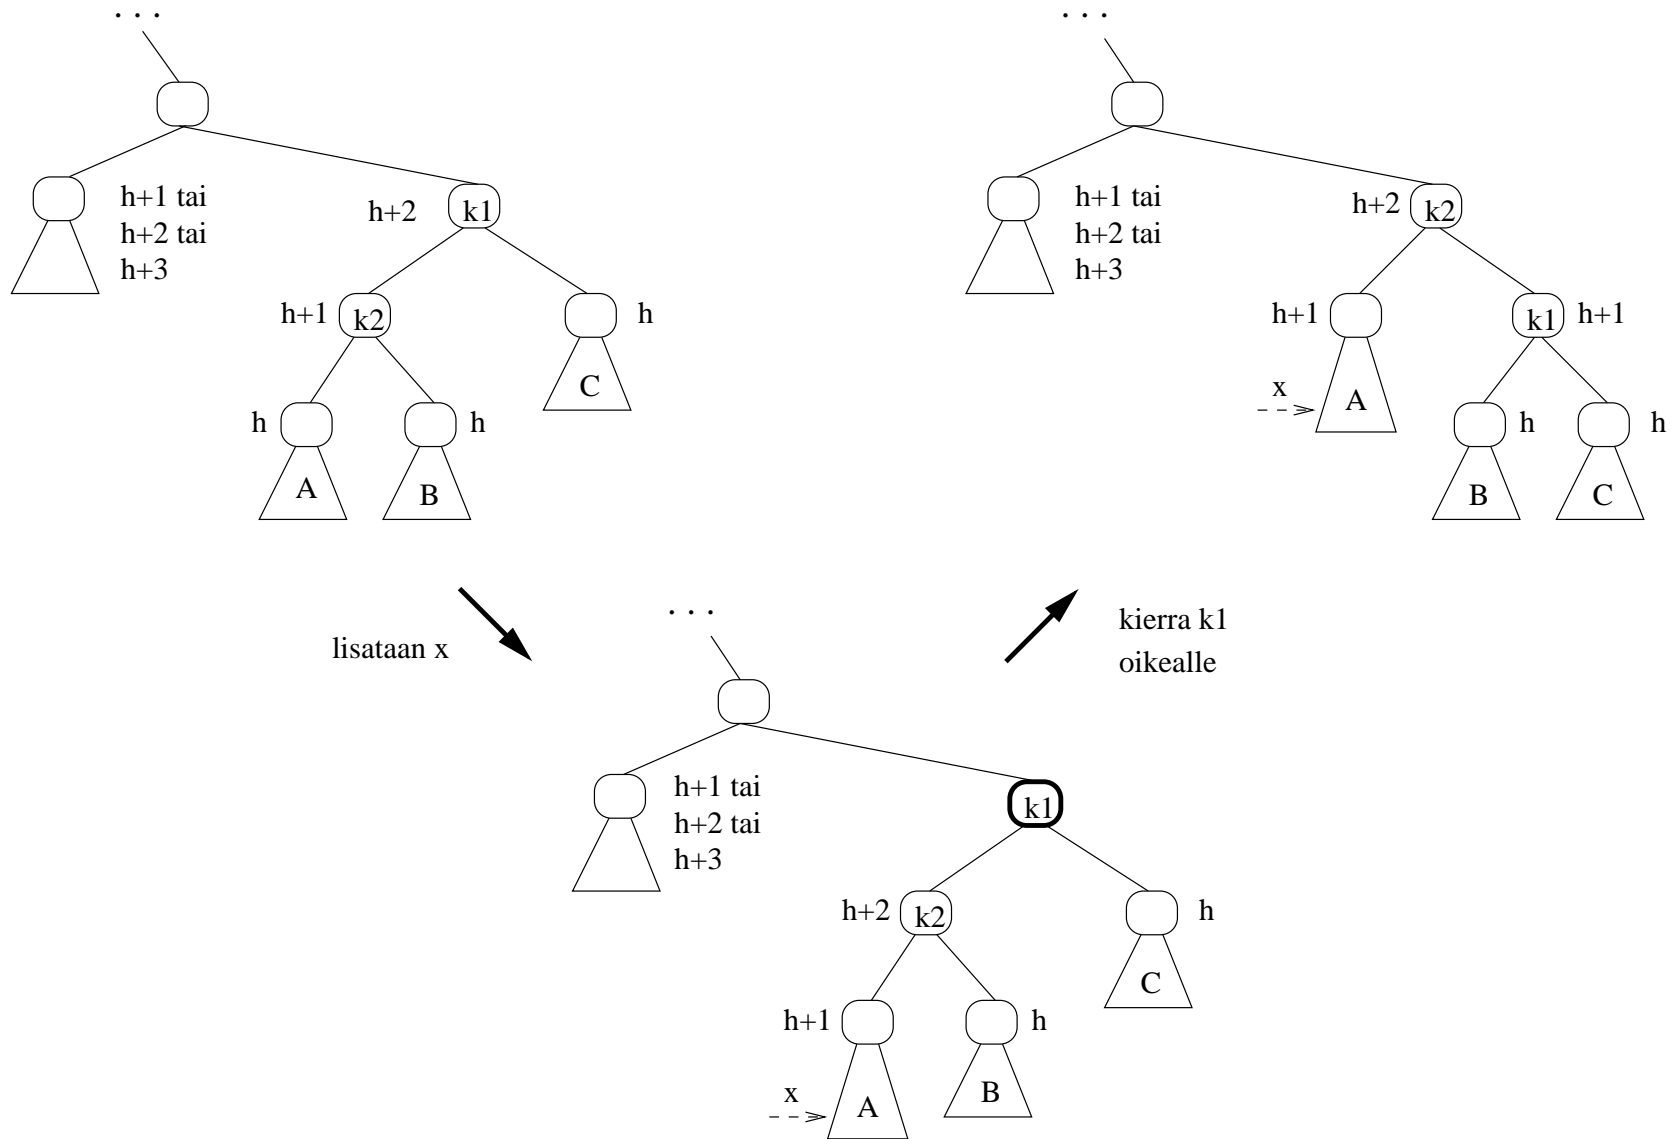 . . .
h+1 tai
h+2 tai
h+3
h+2
k1
h+1
k2
h
C
h
h
A
B
. . .
h+1 tai
h+2 tai
h+3
h+2
k2
h+1
k1
h+1
x
A
h
h
B
C
lisataan x
kierra k1
oikealle
. . .
h+1 tai
h+2 tai
h+3
k1
h+2
k2
h
C
h+1
h
x
A
B